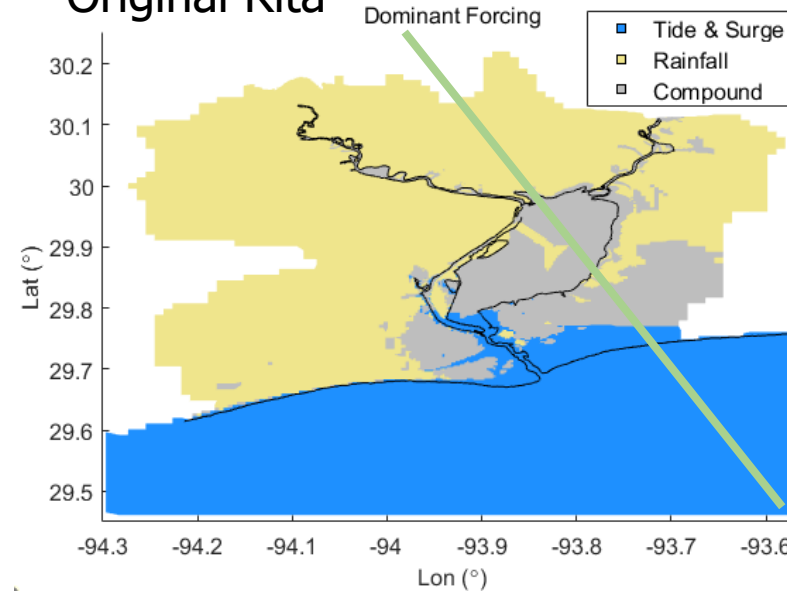 Original Rita
Dominant Forcing
Tide & Surge
Rainfall
Compound
30.2
30.1
30
29.9
29.8
29.7
29.6
29.5
Lat (°)
-94.3 -94.2 -94.1 -94 -93.9 -93.8 -93.7 -93.6
Lon (°)